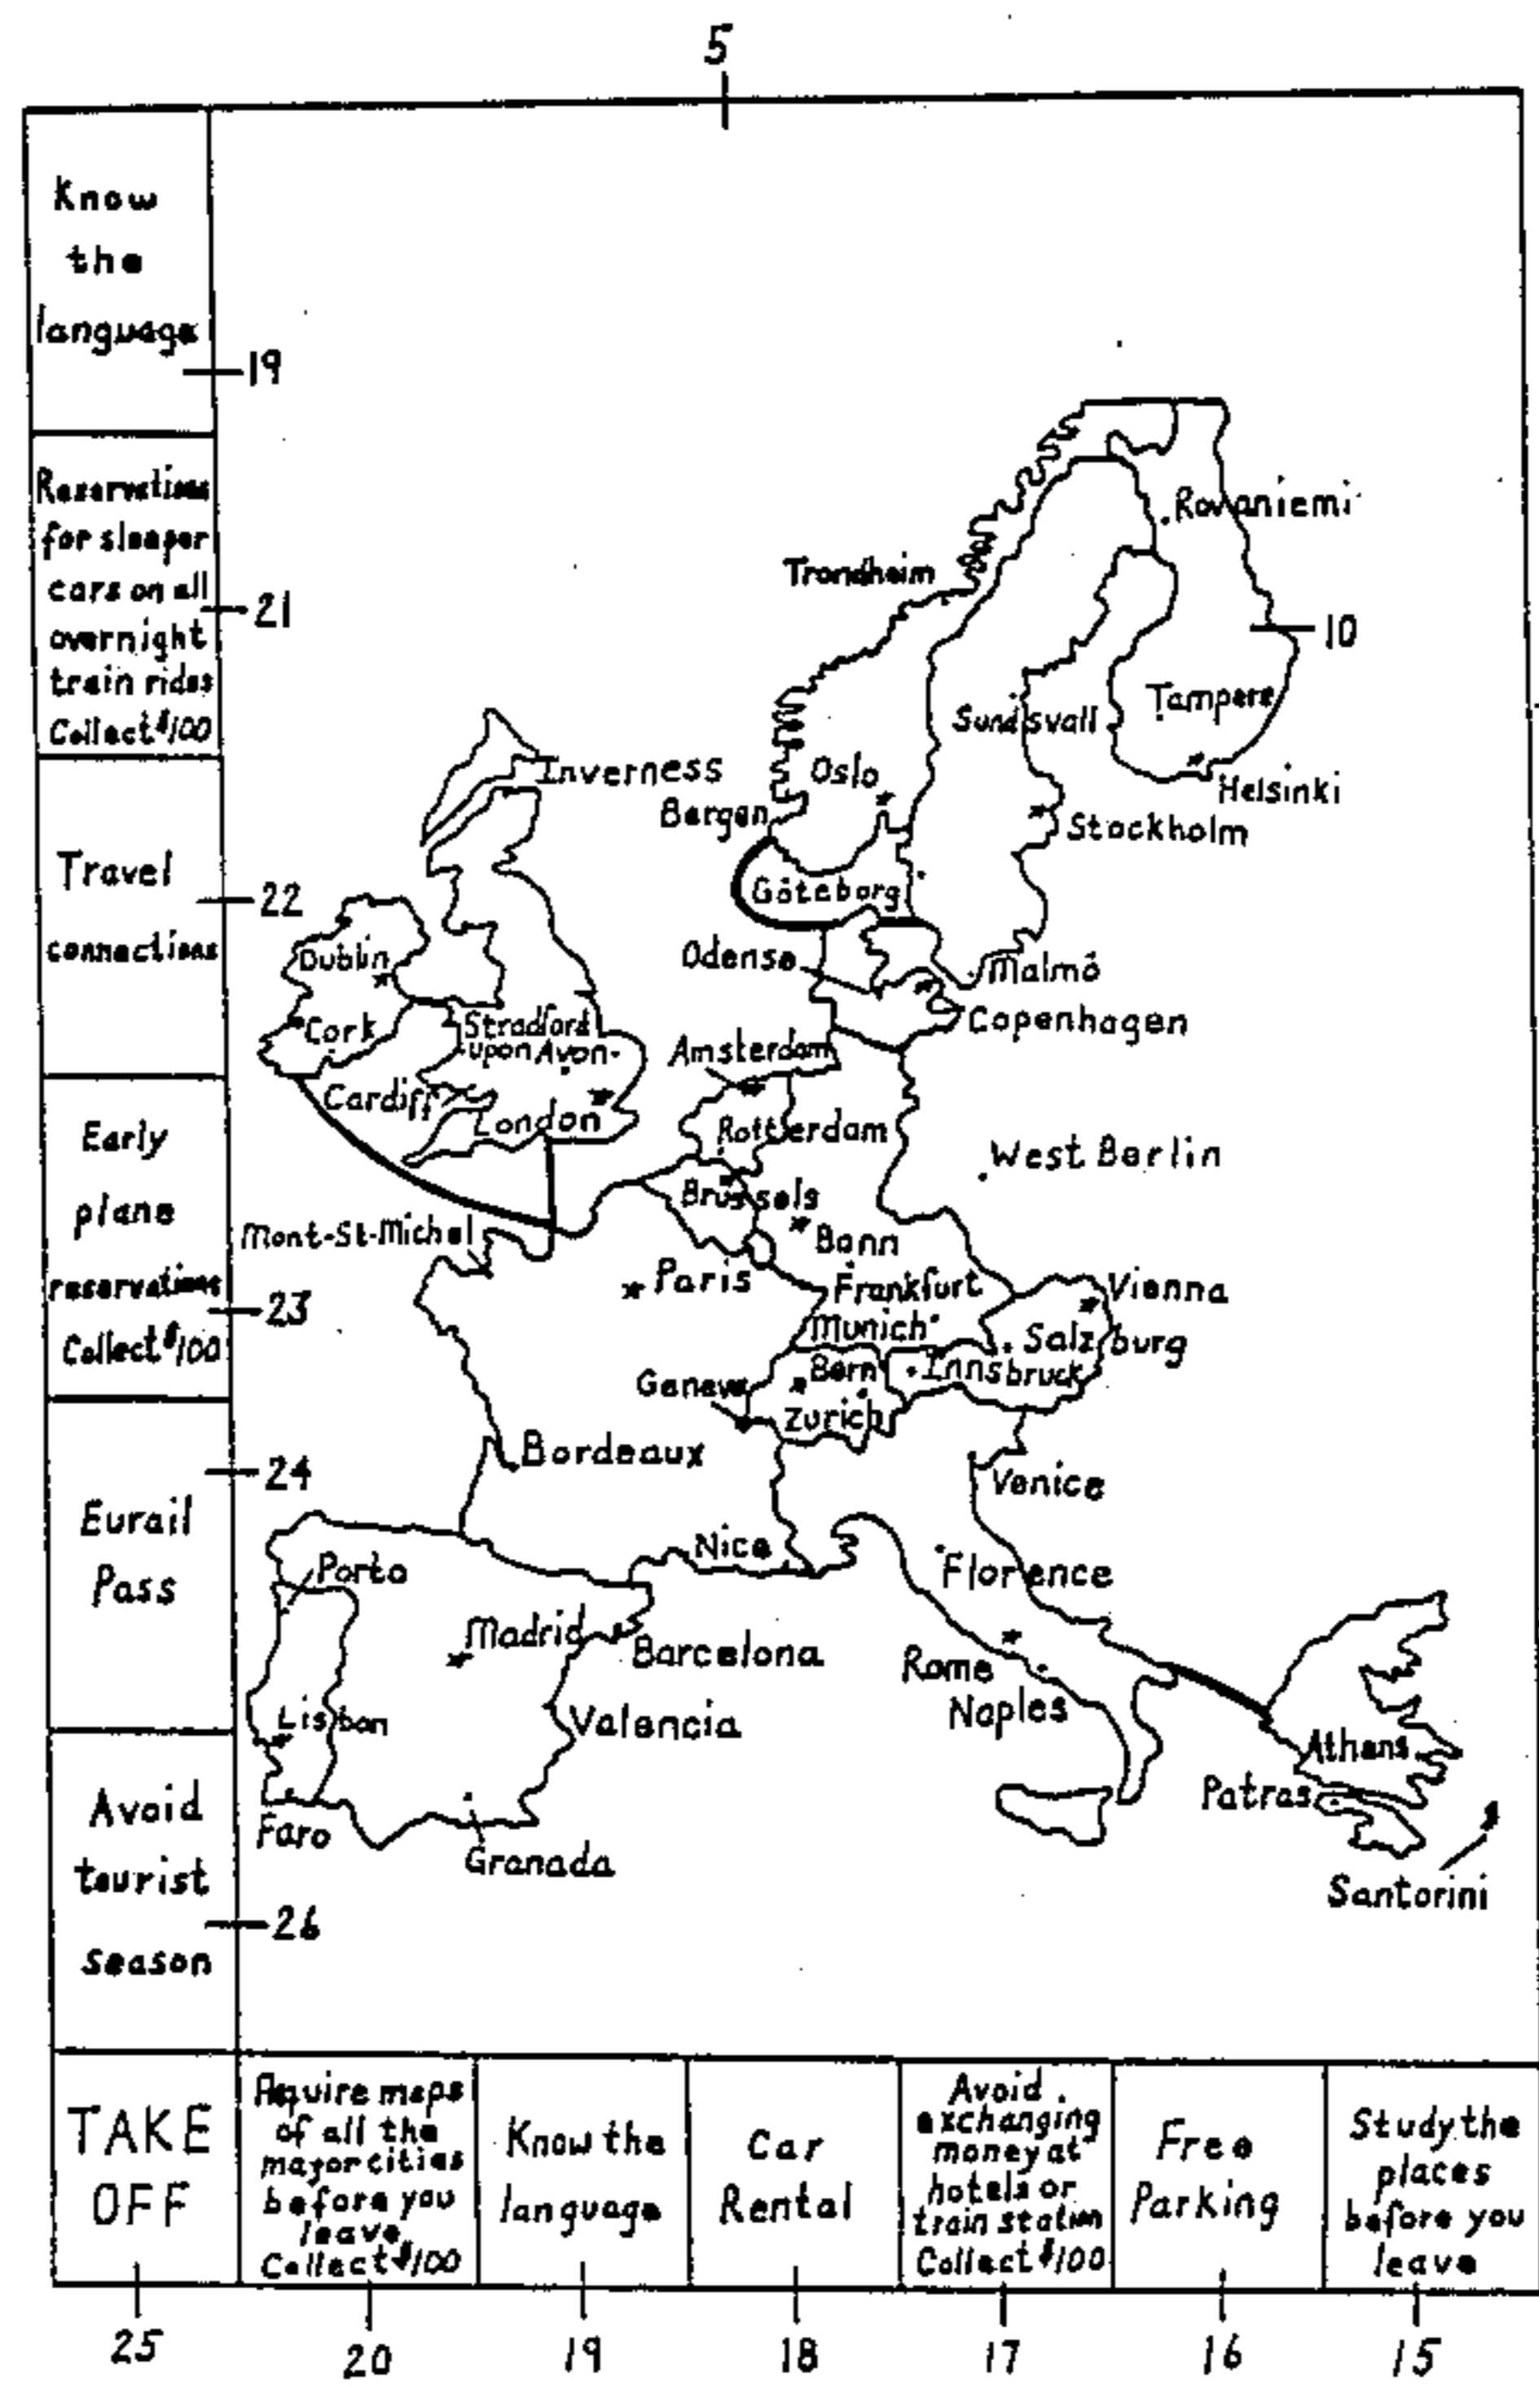 5
Know
the
language
19
Reservations
for sleeper
cars on all
overnight
train rides
Collect $100
21
Travel
connections
22
Early
plane
reservations
Collect $100
23
Eurail
Pass
24
Avoid
tourist
season
26
TAKE
OFF
Rovaniemi
Trondheim
10
Tampere
Sundsvall
Oslo
Helsinki
Inverness
Bergen
Stockholm
Göteborg
Dublin
Odense
Malmö
Cork
Stradford
upon Avon
Copenhagen
Amsterdam
Cardiff
London
Rotterdam
West Berlin
Brussels
Mont-St-Michel
Bonn
Paris
Frankfurt
Vienna
Munich
Salzburg
Bern
Innsbruck
Geneva
Zurich
Bordeaux
Venice
Nice
Florence
Porto
Madrid
Barcelona
Rome
Naples
Lisbon
Valencia
Athens
Patras
Faro
Granada
Santorini
Aquire maps
of all the
major cities
before you
leave
Collect $100
Know the
language
Car
Rental
Avoid
exchanging
money at
hotels or
train station
Collect $100
Free
Parking
Study the
places
before you
leave
25
20
19
18
17
16
15